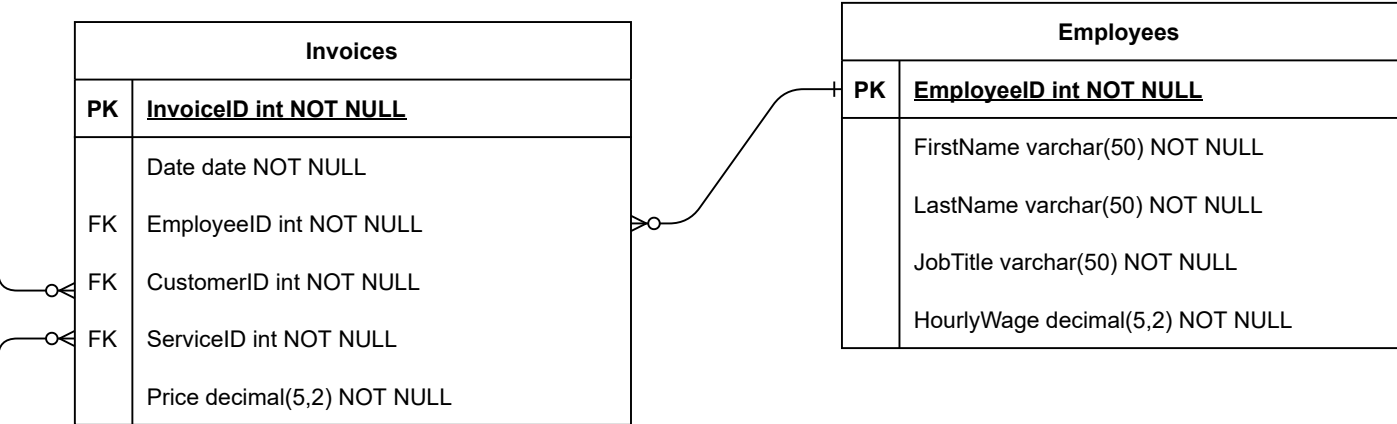 Invoices
PK InvoiceID int NOT NULL
Date date NOT NULL
FK EmployeeID int NOT NULL
FK CustomerID int NOT NULL
FK ServiceID int NOT NULL
Price decimal(5,2) NOT NULL
Employees
PK EmployeeID int NOT NULL
FirstName varchar(50) NOT NULL
LastName varchar(50) NOT NULL
JobTitle varchar(50) NOT NULL
HourlyWage decimal(5,2) NOT NULL